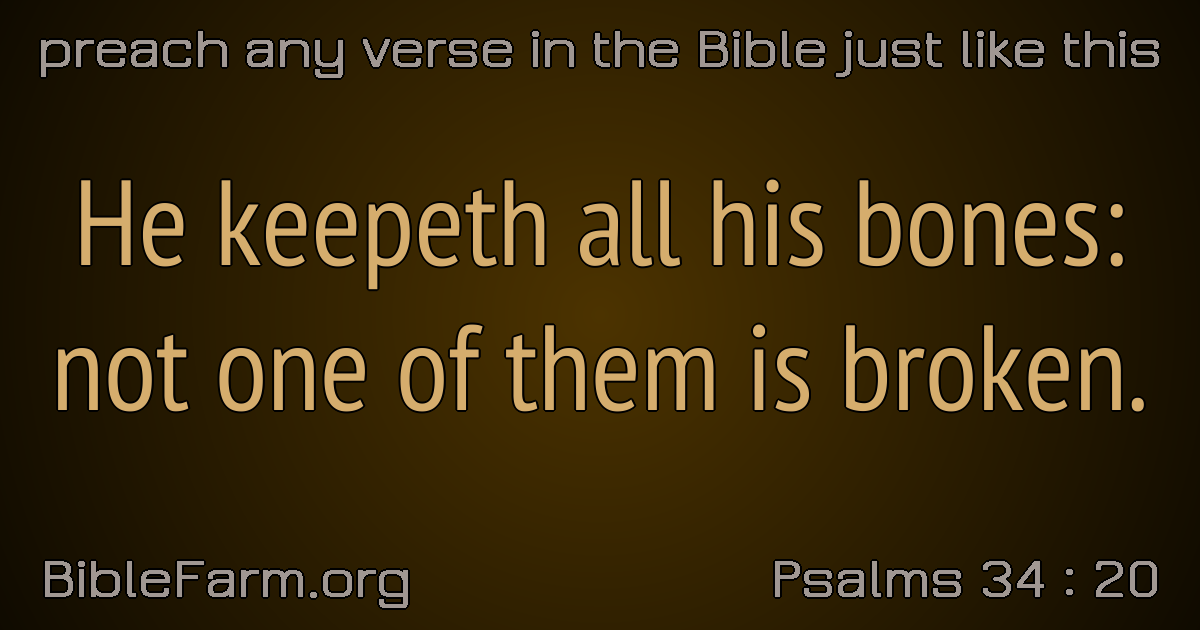 preach any verse in the Bible just like this
He keepeth all his bones:
not one of them is broken.
BibleFarm.org
Psalms 34 : 20